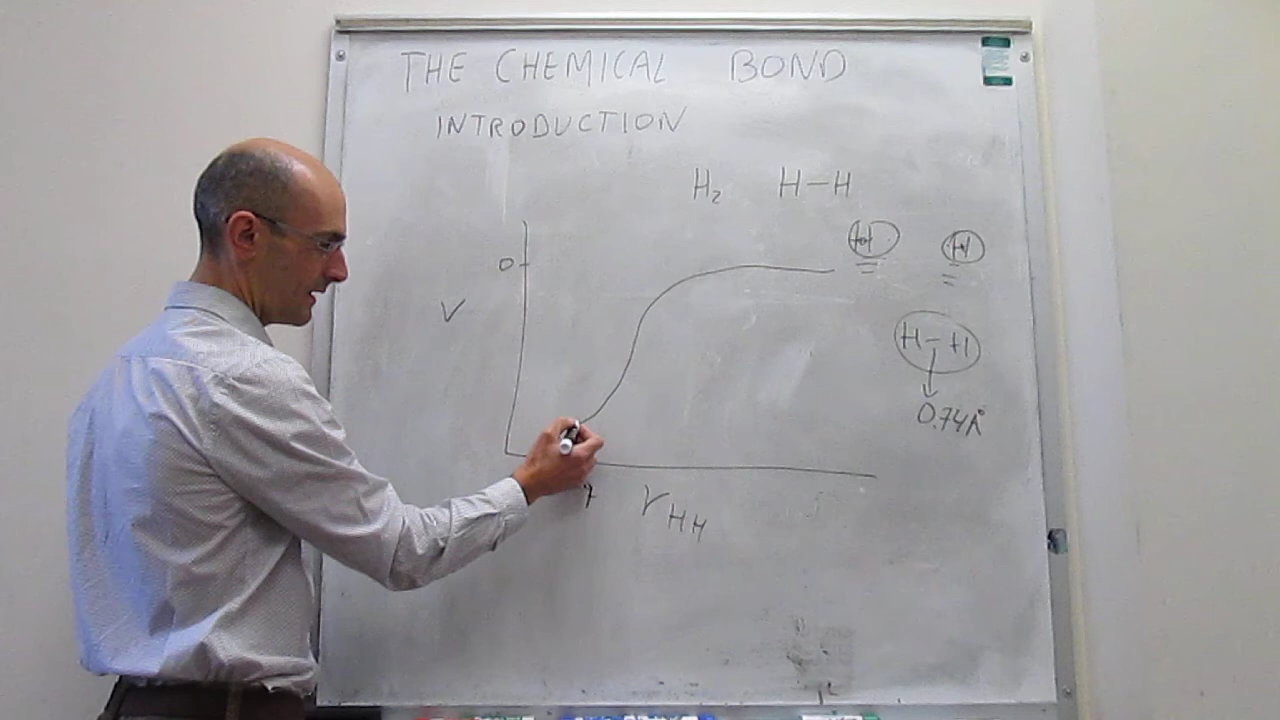 THE CHEMICAL BOND
INTRODUCTION
H₂ H–H
H H
0
V
H–H
0.74Å
r HH